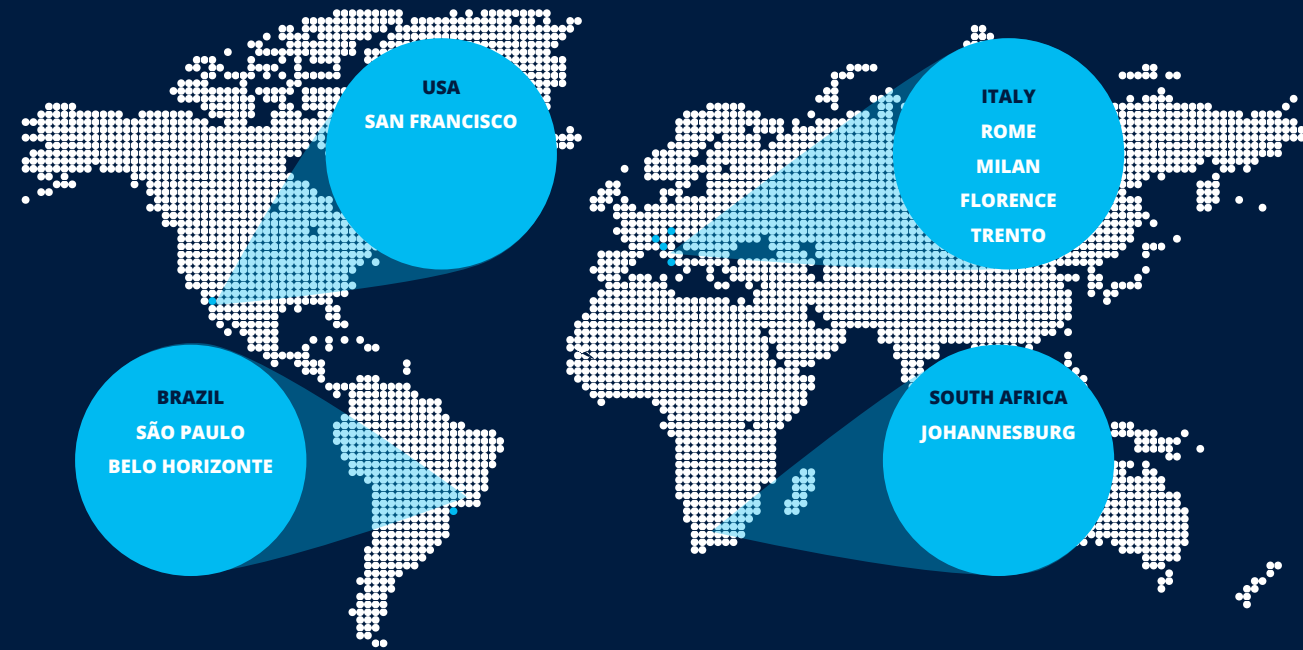 USA
SAN FRANCISCO
ITALY
ROME
MILAN
FLORENCE
TRENTO
BRAZIL
SÃO PAULO
BELO HORIZONTE
SOUTH AFRICA
JOHANNESBURG